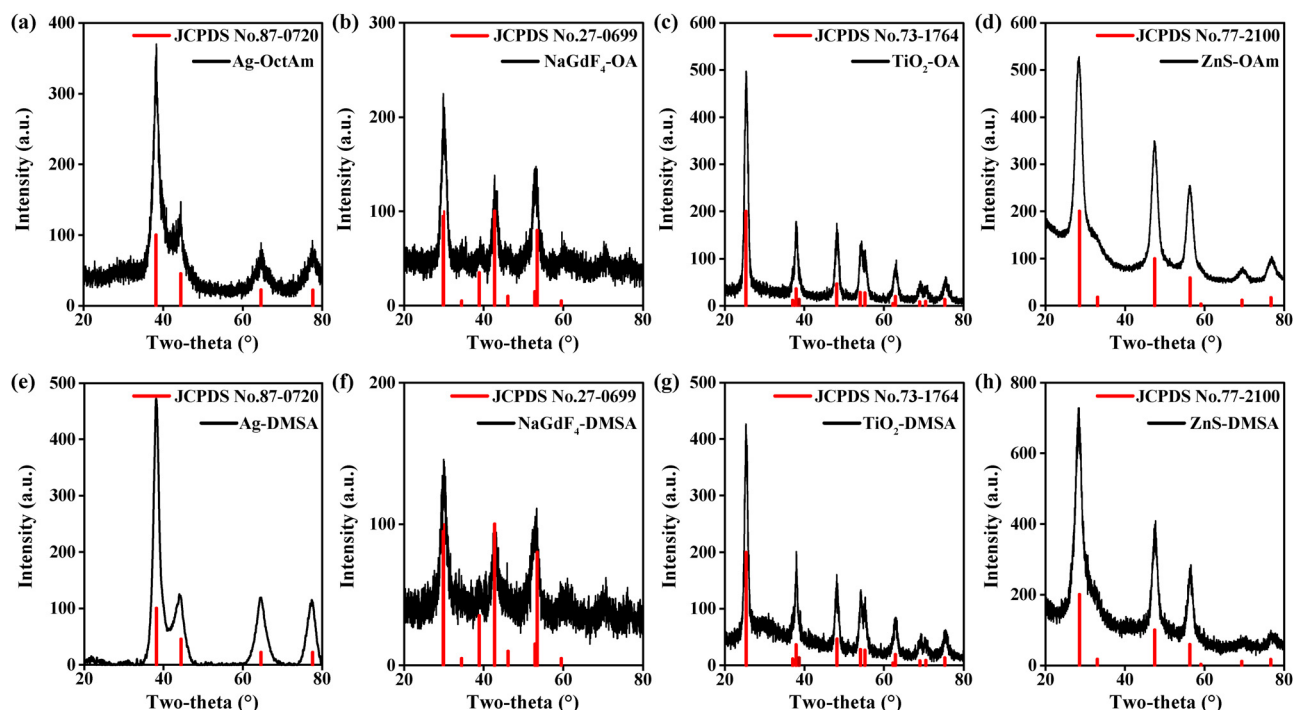 (a)
400
300
200
100
0
20 40 60 80
Intensity (a.u.)
Two-theta (°)
JCPDS No.87-0720
Ag-OctAm
(b)
300
200
100
0
20 40 60 80
Intensity (a.u.)
Two-theta (°)
JCPDS No.27-0699
NaGdF₄-OA
(c)
600
500
400
300
200
100
0
20 30 40 50 60 70 80
Intensity (a.u.)
Two-theta (°)
JCPDS No.73-1764
TiO₂-OA
(d)
600
500
400
300
200
100
0
20 40 60 80
Intensity (a.u.)
Two-theta (°)
JCPDS No.77-2100
ZnS-OAm
(e)
500
400
300
200
100
0
20 40 60 80
Intensity (a.u.)
Two-theta (°)
JCPDS No.87-0720
Ag-DMSA
(f)
200
100
0
20 40 60 80
Intensity (a.u.)
Two-theta (°)
JCPDS No.27-0699
NaGdF₄-DMSA
(g)
500
400
300
200
100
0
20 30 40 50 60 70 80
Intensity (a.u.)
Two-theta (°)
JCPDS No.73-1764
TiO₂-DMSA
(h)
800
600
400
200
0
20 40 60 80
Intensity (a.u.)
Two-theta (°)
JCPDS No.77-2100
ZnS-DMSA